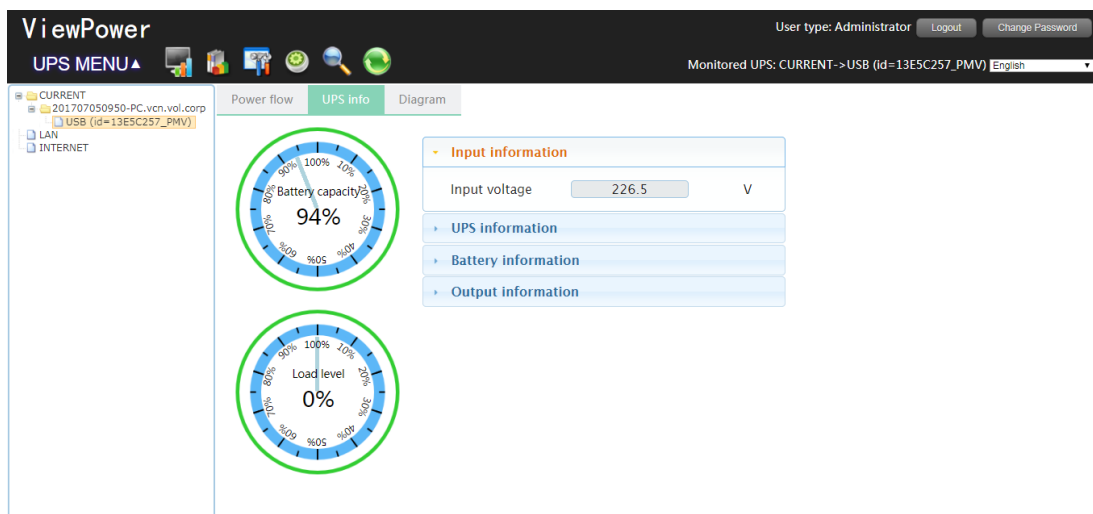 ViewPower
User type: Administrator Logout Change Password
UPS MENU▲
Monitored UPS: CURRENT->USB (id=13E5C257_PMV) English
CURRENT
201707050950-PC.vcn.vol.corp
USB (id=13E5C257_PMV)
LAN
INTERNET
Power flow UPS info Diagram
100% 10% 20% 30% 40% 50% 60% 70% 80% 90%
Battery capacity
94%
Input information
Input voltage 226.5 V
UPS information
Battery information
Output information
100% 10% 20% 30% 40% 50% 60% 70% 80% 90%
Load level
0%